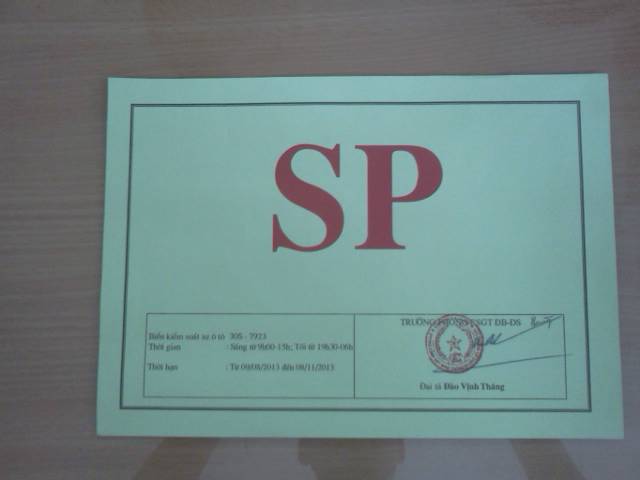 SP
Biển kiểm soát xe ô tô 30S - 7923
Thời gian : Sáng từ 9h00-15h; Tối từ 19h30-06h
Thời hạn : Từ 09/08/2013 đến 08/11/2013
TRƯỞNG PHÒNG CSGT ĐB-ĐS
Đại tá Đào Vịnh Thắng